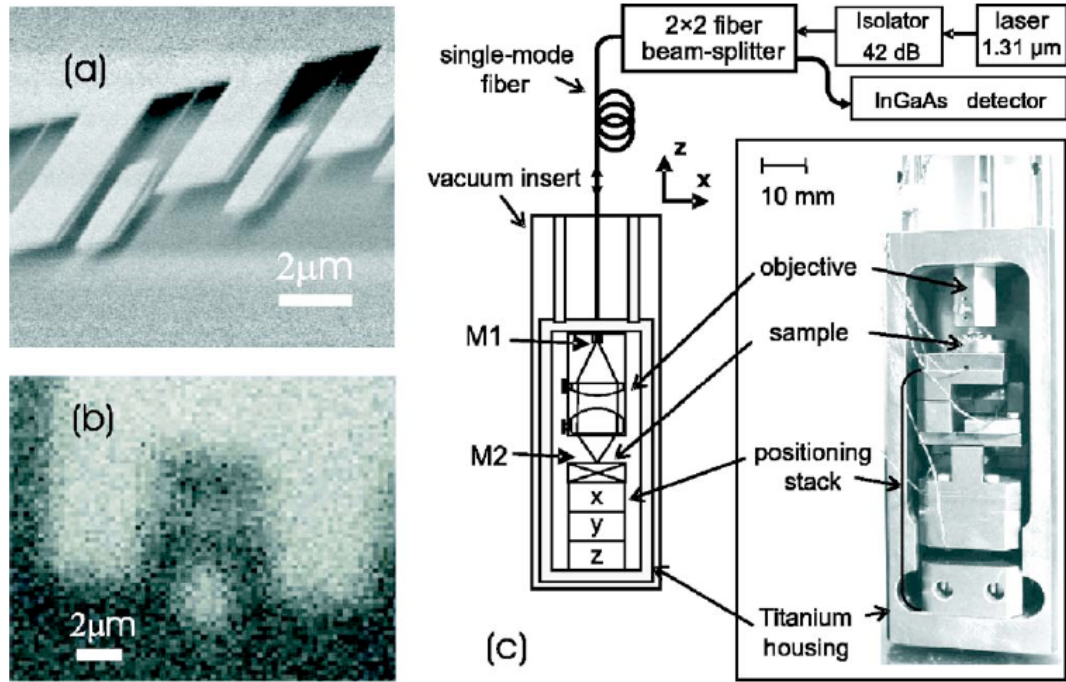 (a)
2μm
(b)
2μm
2×2 fiber
beam-splitter
Isolator
42 dB
laser
1.31 μm
InGaAs detector
single-mode
fiber
vacuum insert
z
x
10 mm
objective
M1
sample
M2
positioning
stack
x
y
z
Titanium
housing
(c)